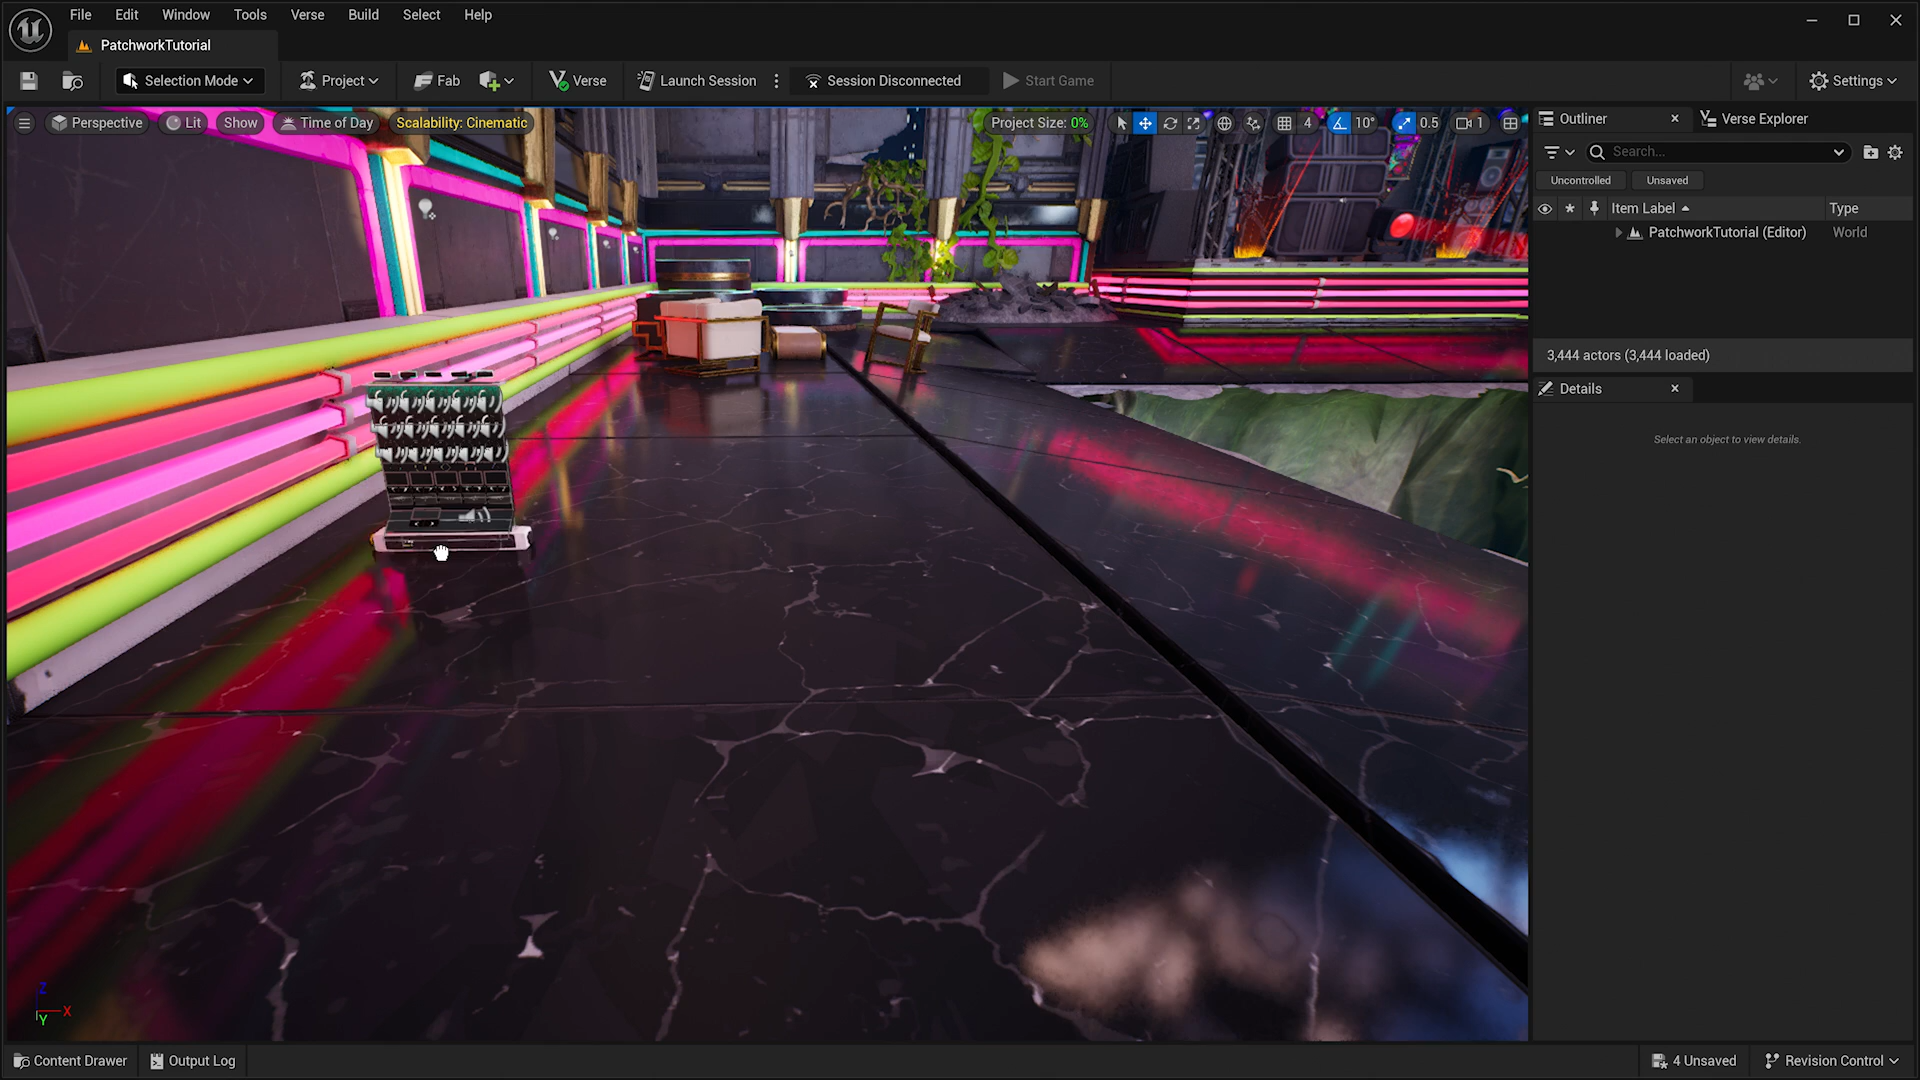 File Edit Window Tools Verse Build Select Help
PatchworkTutorial
Selection Mode Project Fab Verse Launch Session Session Disconnected Start Game Settings
Perspective Lit Show Time of Day Scalability: Cinematic Project Size: 0% 4 10° 0.5 1
Outliner Verse Explorer
Search...
Uncontrolled Unsaved
Item Label Type
PatchworkTutorial (Editor) World
3,444 actors (3,444 loaded)
Details
Select an object to view details.
Z
X
Y
Content Drawer Output Log 4 Unsaved Revision Control